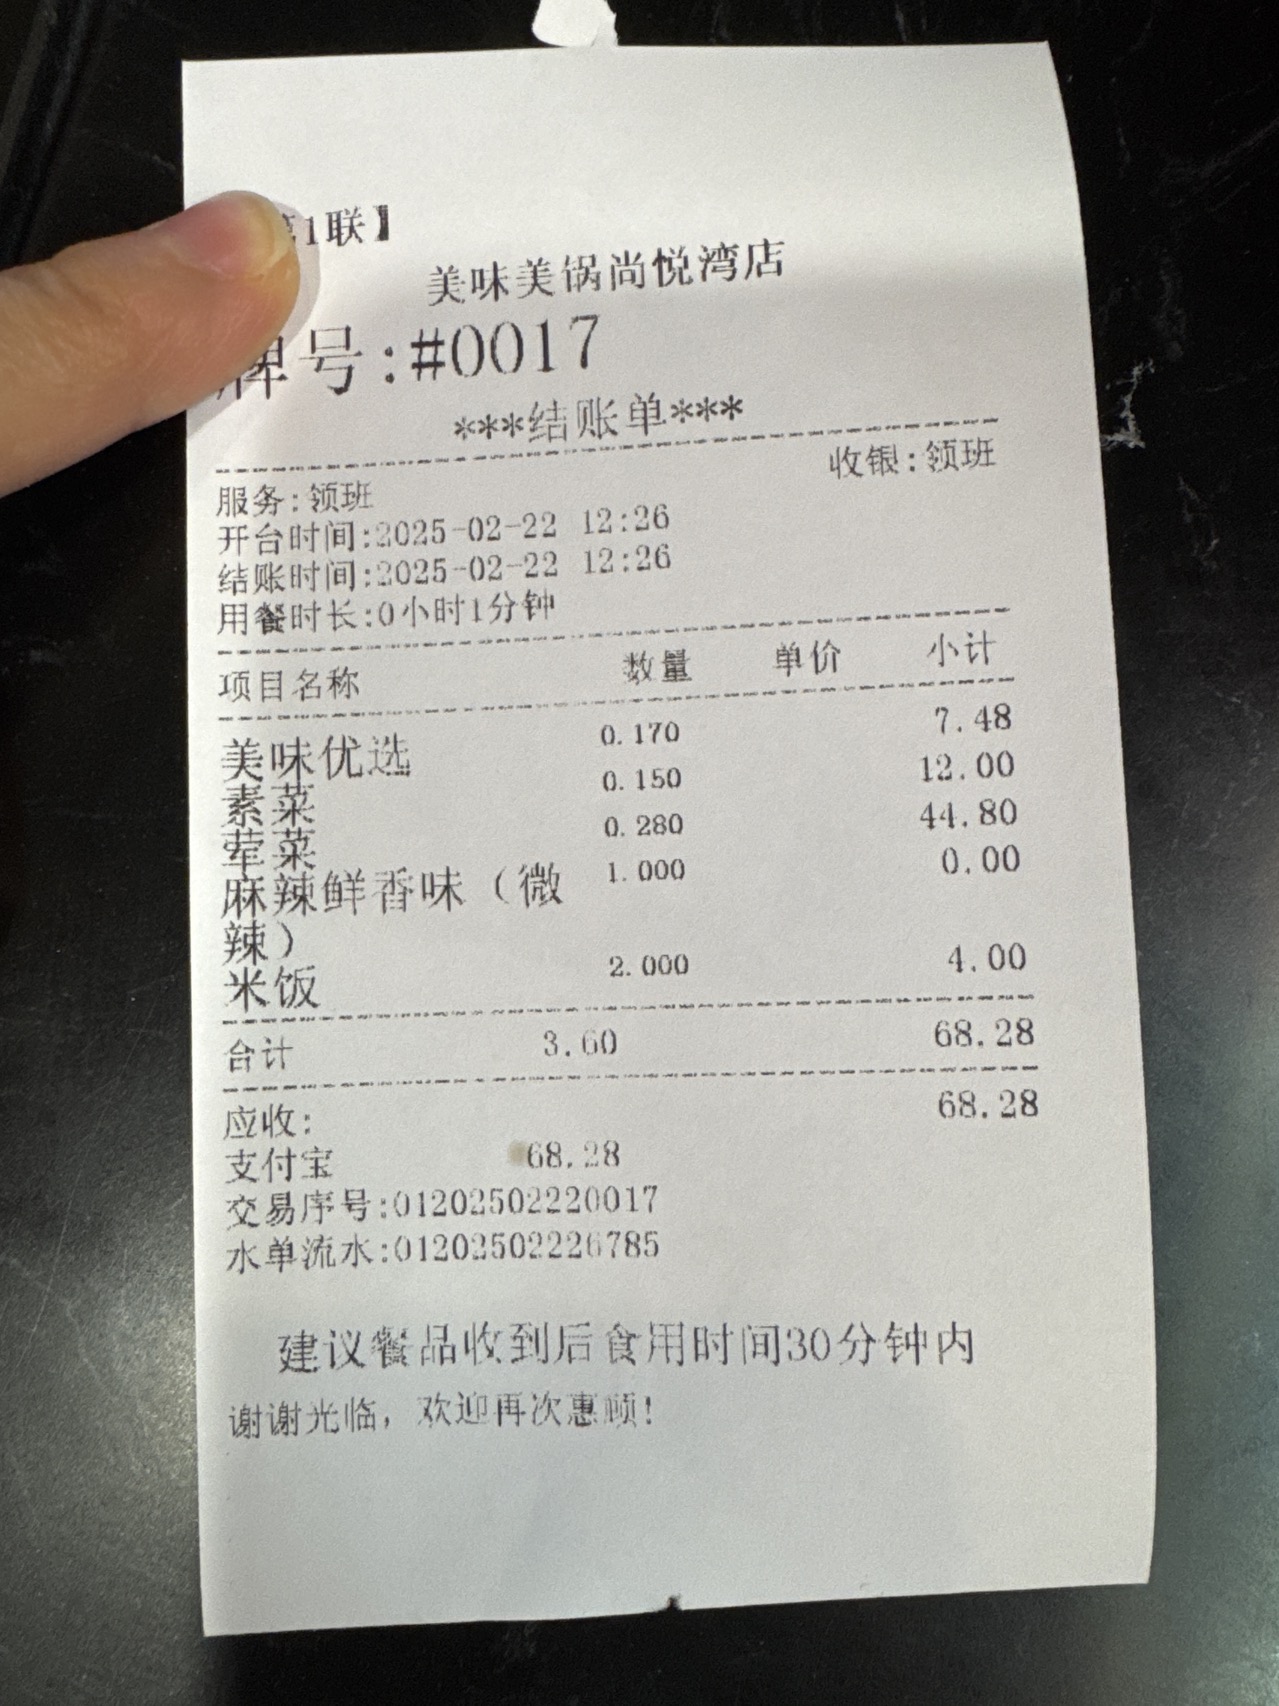 1联】
美味美锅尚悦湾店
牌号:#0017
***结账单***
收银:领班
服务:领班
开台时间:2025-02-22 12:26
结账时间:2025-02-22 12:26
用餐时长:0小时1分钟
项目名称 数量 单价 小计
美味优选 0.170 7.48
素菜 0.150 12.00
荤菜 0.280 44.80
麻辣鲜香味（微 1.000 0.00
辣）
米饭 2.000 4.00
合计 3.60 68.28
应收: 68.28
支付宝 68.28
交易序号:01202502220017
水单流水:01202502226785
建议餐品收到后食用时间30分钟内
谢谢光临，欢迎再次惠顾!